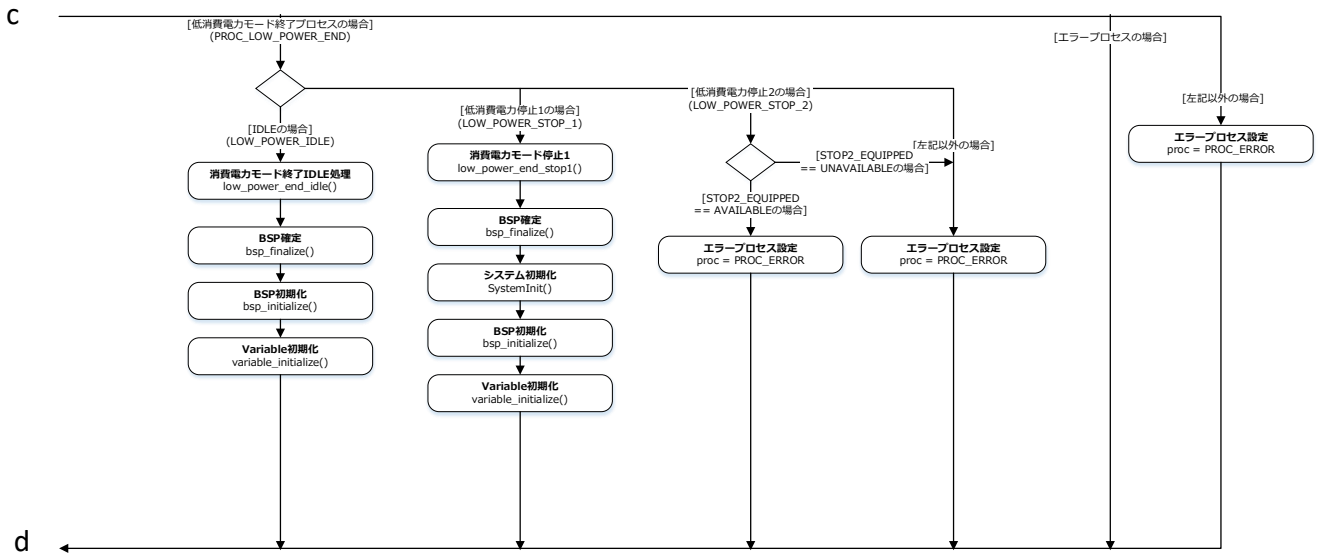 c
[低消費電力モード終了プロセスの場合]
(PROC_LOW_POWER_END)
[エラープロセスの場合]
[IDLEの場合]
(LOW_POWER_IDLE)
[低消費電力停止1の場合]
(LOW_POWER_STOP_1)
[低消費電力停止2の場合]
(LOW_POWER_STOP_2)
[左記以外の場合]
[左記以外の場合]
消費電力モード終了IDLE処理
low_power_end_idle()
BSP確定
bsp_finalize()
BSP初期化
bsp_initialize()
Variable初期化
variable_initialize()
消費電力モード停止1
low_power_end_stop1()
BSP確定
bsp_finalize()
システム初期化
SystemInit()
BSP初期化
bsp_initialize()
Variable初期化
variable_initialize()
[STOP2_EQUIPPED
== UNAVAILABLEの場合]
[STOP2_EQUIPPED
== AVAILABLEの場合]
エラープロセス設定
proc = PROC_ERROR
エラープロセス設定
proc = PROC_ERROR
エラープロセス設定
proc = PROC_ERROR
d